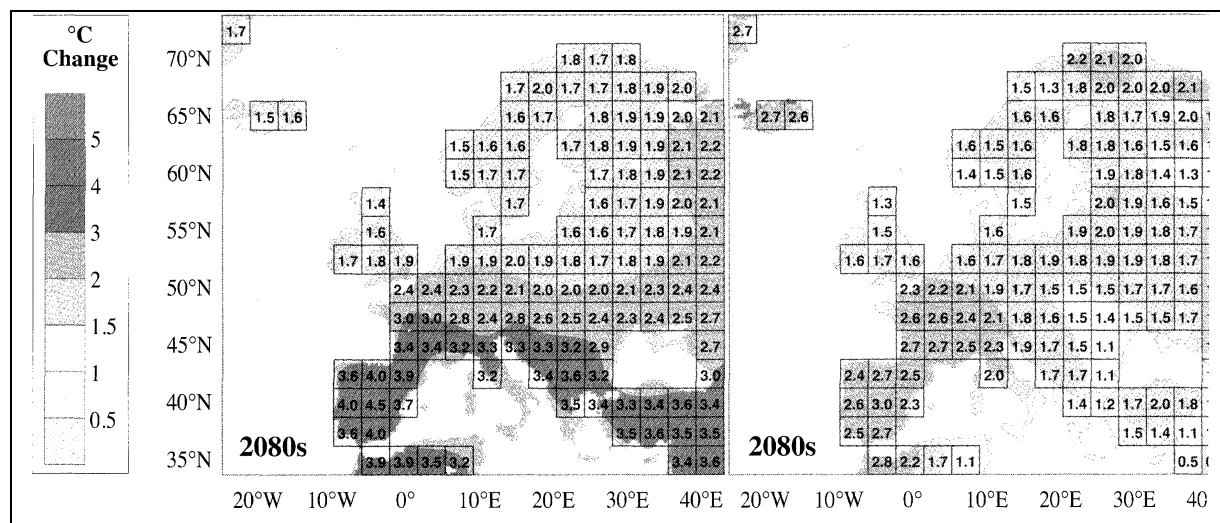 °C
Change
5
4
3
2
1.5
1
0.5
1.7
70°N 1.8 1.7 1.8
1.7 2.0 1.7 1.7 1.8 1.9 2.0
65°N 1.5 1.6 1.6 1.7 1.8 1.9 1.9 2.0 2.1
1.5 1.6 1.6 1.7 1.8 1.9 1.9 2.1 2.2
60°N 1.5 1.7 1.7 1.7 1.8 1.9 2.1 2.2
1.4 1.7 1.6 1.7 1.9 2.0 2.1
55°N 1.6 1.7 1.6 1.6 1.7 1.8 1.9 2.1
1.7 1.8 1.9 1.9 1.9 2.0 1.9 1.8 1.7 1.8 1.9 2.1 2.2
50°N 2.4 2.4 2.3 2.2 2.1 2.0 2.0 2.0 2.1 2.3 2.4 2.4
3.0 3.0 2.8 2.4 2.8 2.6 2.5 2.4 2.3 2.4 2.5 2.7
45°N 3.4 3.4 3.2 3.3 3.3 3.3 3.2 2.9 2.7
3.6 4.0 3.9 3.2 3.4 3.6 3.2 3.0
40°N 4.0 4.5 3.7 3.5 3.4 3.3 3.4 3.6 3.4
3.6 4.0 3.5 3.6 3.5 3.5
2080s
35°N 3.9 3.9 3.5 3.2 3.4 3.6
20°W 10°W 0° 10°E 20°E 30°E 40°E
2.7
2.2 2.1 2.0
1.5 1.3 1.8 2.0 2.0 2.0 2.1
2.7 2.6 1.6 1.6 1.8 1.7 1.9 2.0
1.6 1.5 1.6 1.8 1.8 1.6 1.5 1.6
1.4 1.5 1.6 1.9 1.8 1.4 1.3
1.3 1.5 2.0 1.9 1.6 1.5
1.5 1.6 1.9 2.0 1.9 1.8 1.7
1.6 1.7 1.6 1.6 1.7 1.8 1.8 1.9 1.9 1.9 1.8 1.7
2.3 2.2 2.1 1.9 1.7 1.5 1.5 1.5 1.7 1.7 1.6
2.6 2.6 2.4 2.1 1.8 1.6 1.5 1.4 1.5 1.5 1.7
2.7 2.7 2.5 2.3 1.9 1.7 1.5 1.1
2.4 2.7 2.5 2.0 1.7 1.7 1.1
2.6 3.0 2.3 1.4 1.2 1.7 2.0 1.8
2.5 2.7 1.5 1.4 1.1
2080s
2.8 2.2 1.7 1.1 0.5
20°W 10°W 0° 10°E 20°E 30°E 40